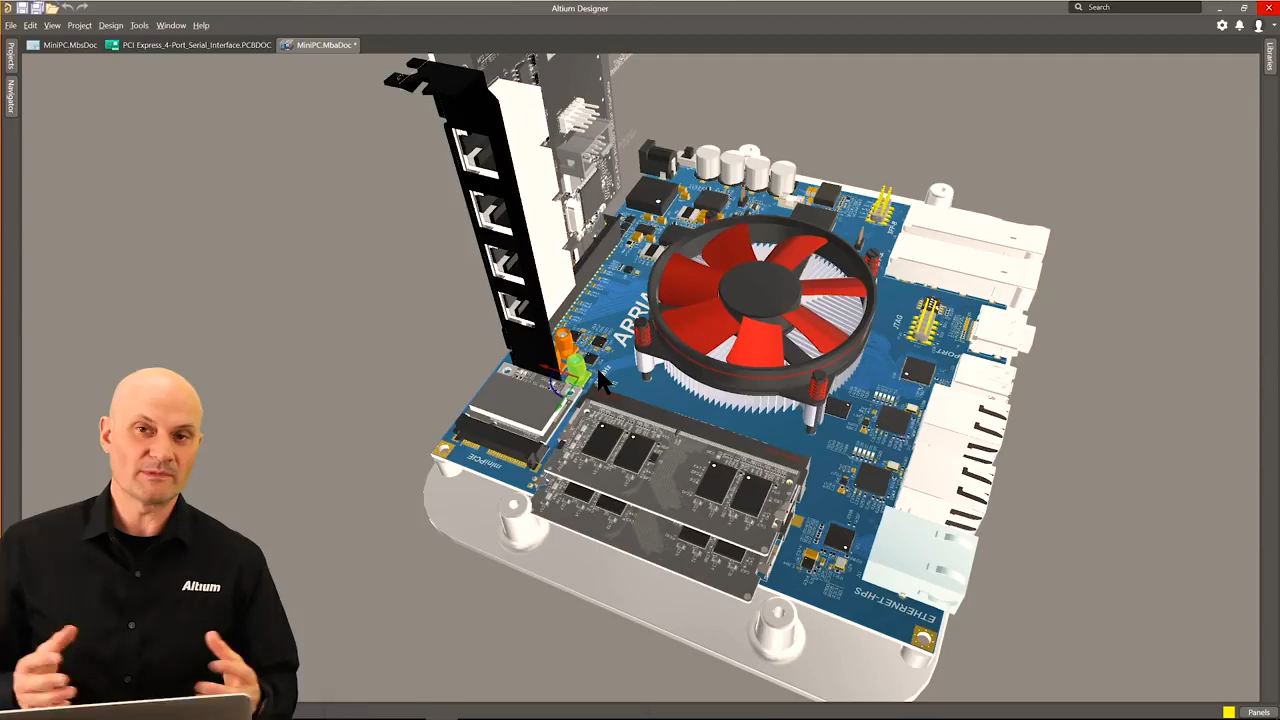 Altium Designer
Search
File Edit View Project Design Tools Window Help
MiniPC.MbsDoc PCI Express_4-Port_Serial_Interface.PCBDOC MiniPC.MbaDoc *
Projects
Navigator
Libraries
JTAG
miniPCIE
ETHERNET-HPS
Altium
Panels